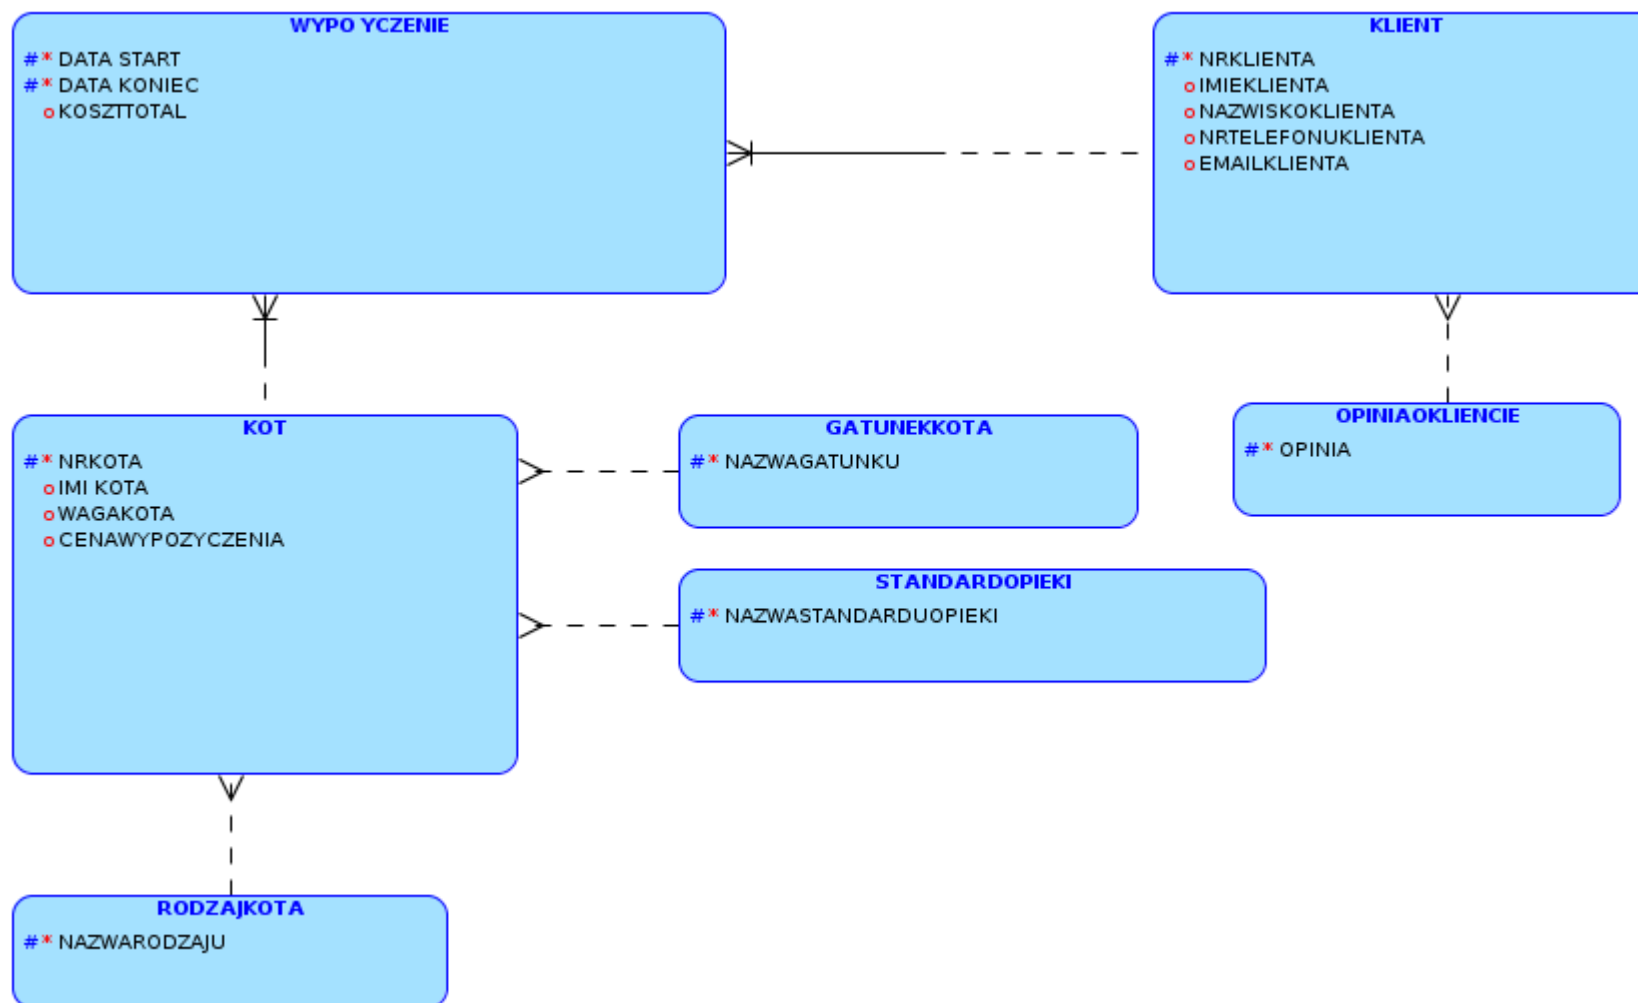 WYPO YCZENIE
#* DATA START
#* DATA KONIEC
o KOSZTTOTAL
KLIENT
#* NRKLIENTA
o IMIEKLIENTA
o NAZWISKOKLIENTA
o NRTELEFONUKLIENTA
o EMAILKLIENTA
KOT
#* NRKOTA
o IMI KOTA
o WAGAKOTA
o CENAWYPOZYCZENIA
GATUNEKKOTA
#* NAZWAGATUNKU
OPINIAOKLIENCIE
#* OPINIA
STANDARDOPIEKI
#* NAZWASTANDARDUOPIEKI
RODZAJKOTA
#* NAZWARODZAJU